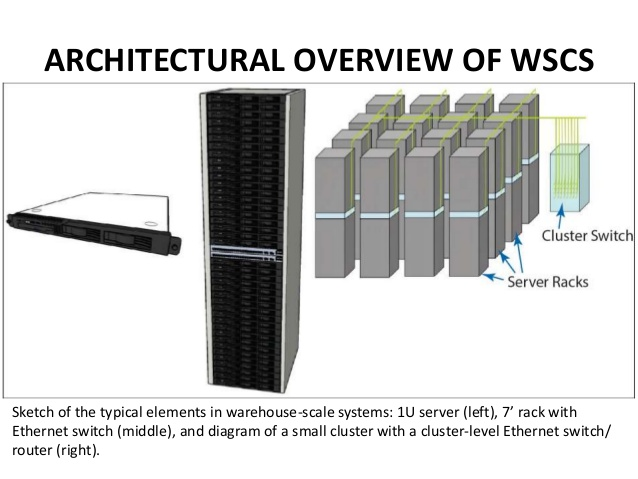 ARCHITECTURAL OVERVIEW OF WSCS
Cluster Switch
Server Racks
Sketch of the typical elements in warehouse-scale systems: 1U server (left), 7’ rack with
Ethernet switch (middle), and diagram of a small cluster with a cluster-level Ethernet switch/
router (right).